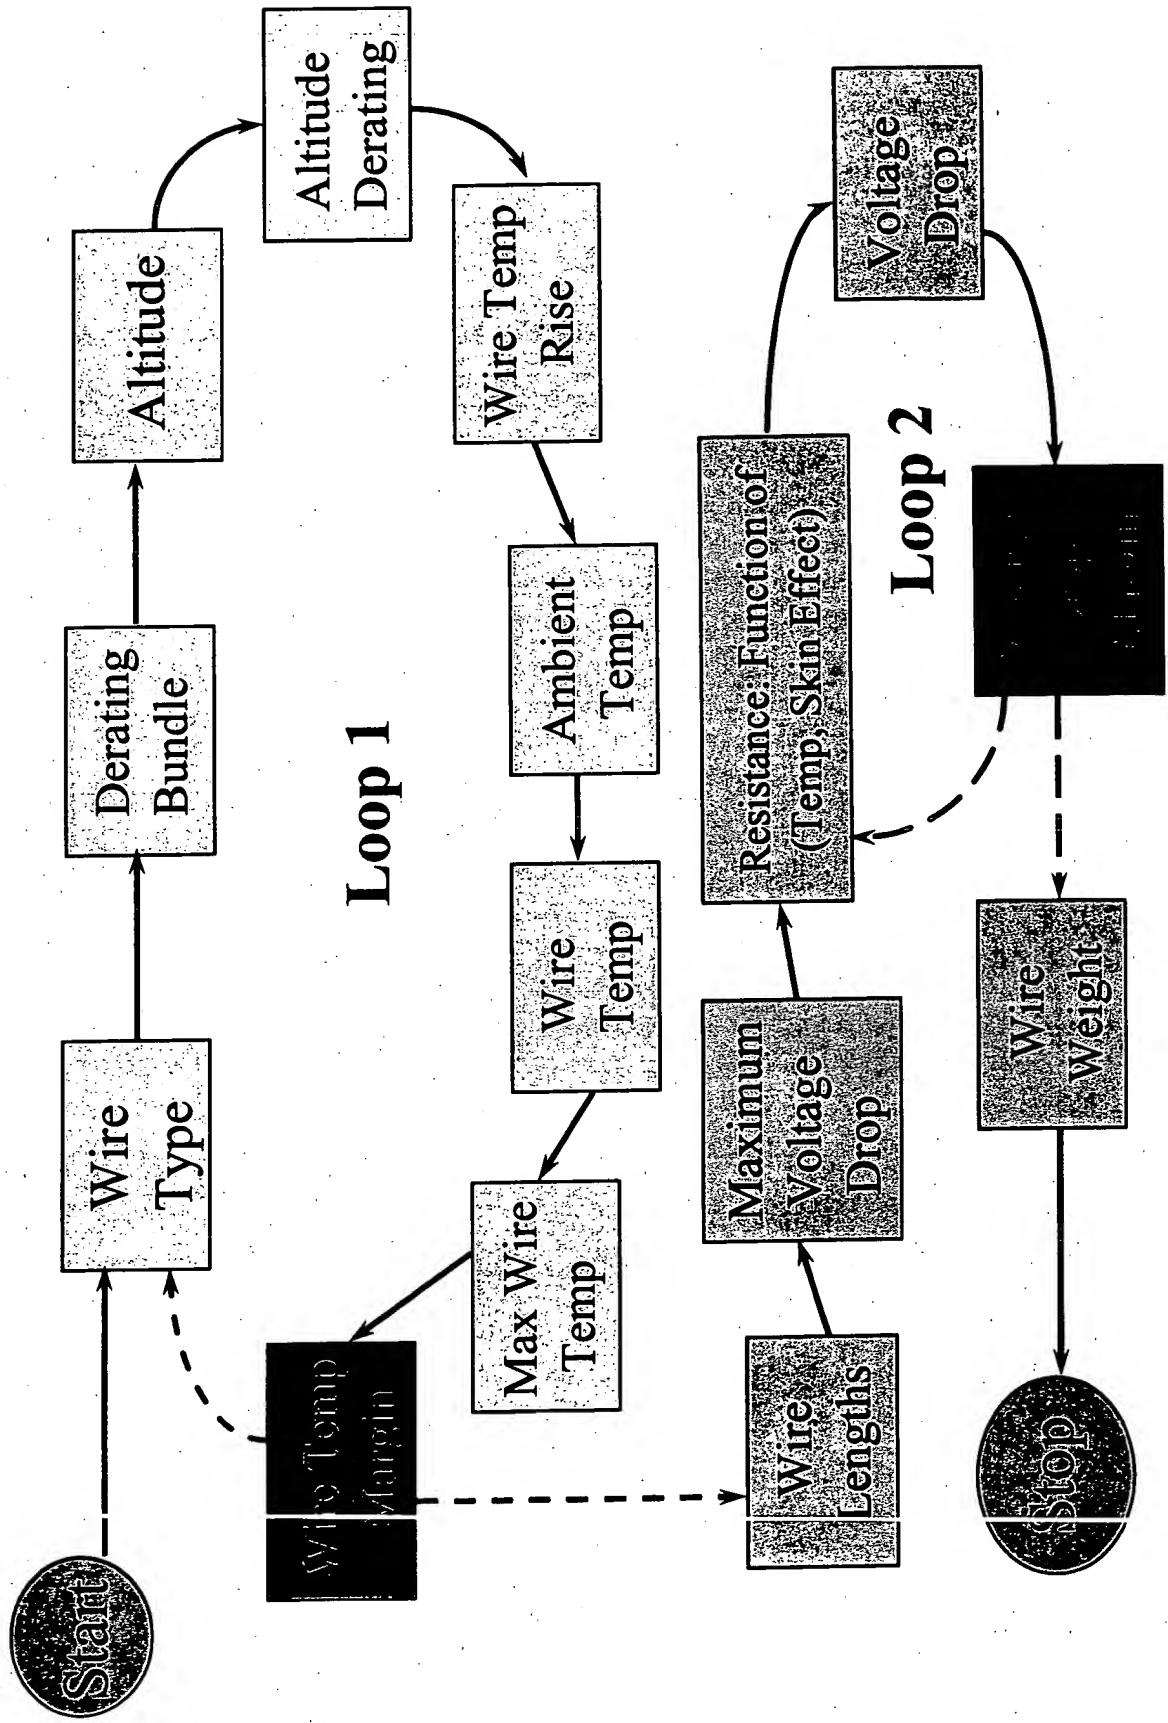 Start
Wire
Type
Derating
Bundle
Altitude
Altitude
Derating
Wire Temp
Rise
Ambient
Temp
Wire
Temp
Max Wire
Temp
Wire Temp
Margin
Loop 1
Wire
Lengths
Maximum
Voltage
Drop
Resistance: Function of
(Temp, Skin Effect)
Voltage
Drop
Loop 2
Wire
Weight
Stop